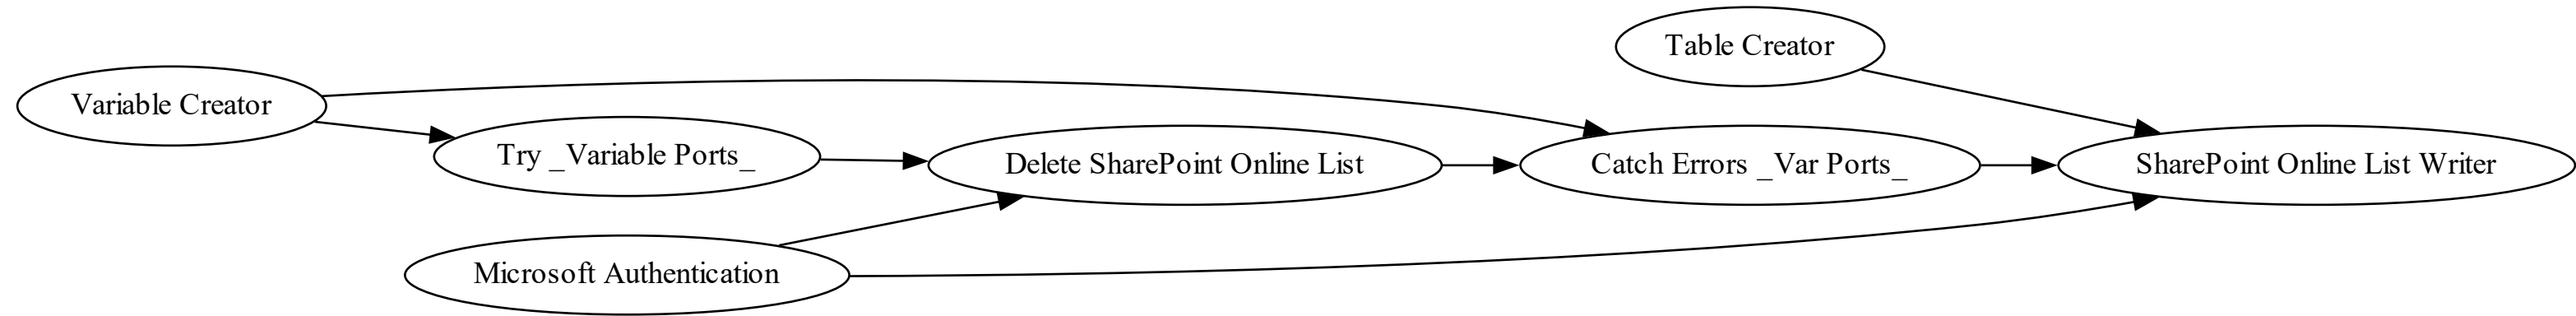 Table Creator
Variable Creator
Try _Variable Ports_
Delete SharePoint Online List
Catch Errors _Var Ports_
SharePoint Online List Writer
Microsoft Authentication